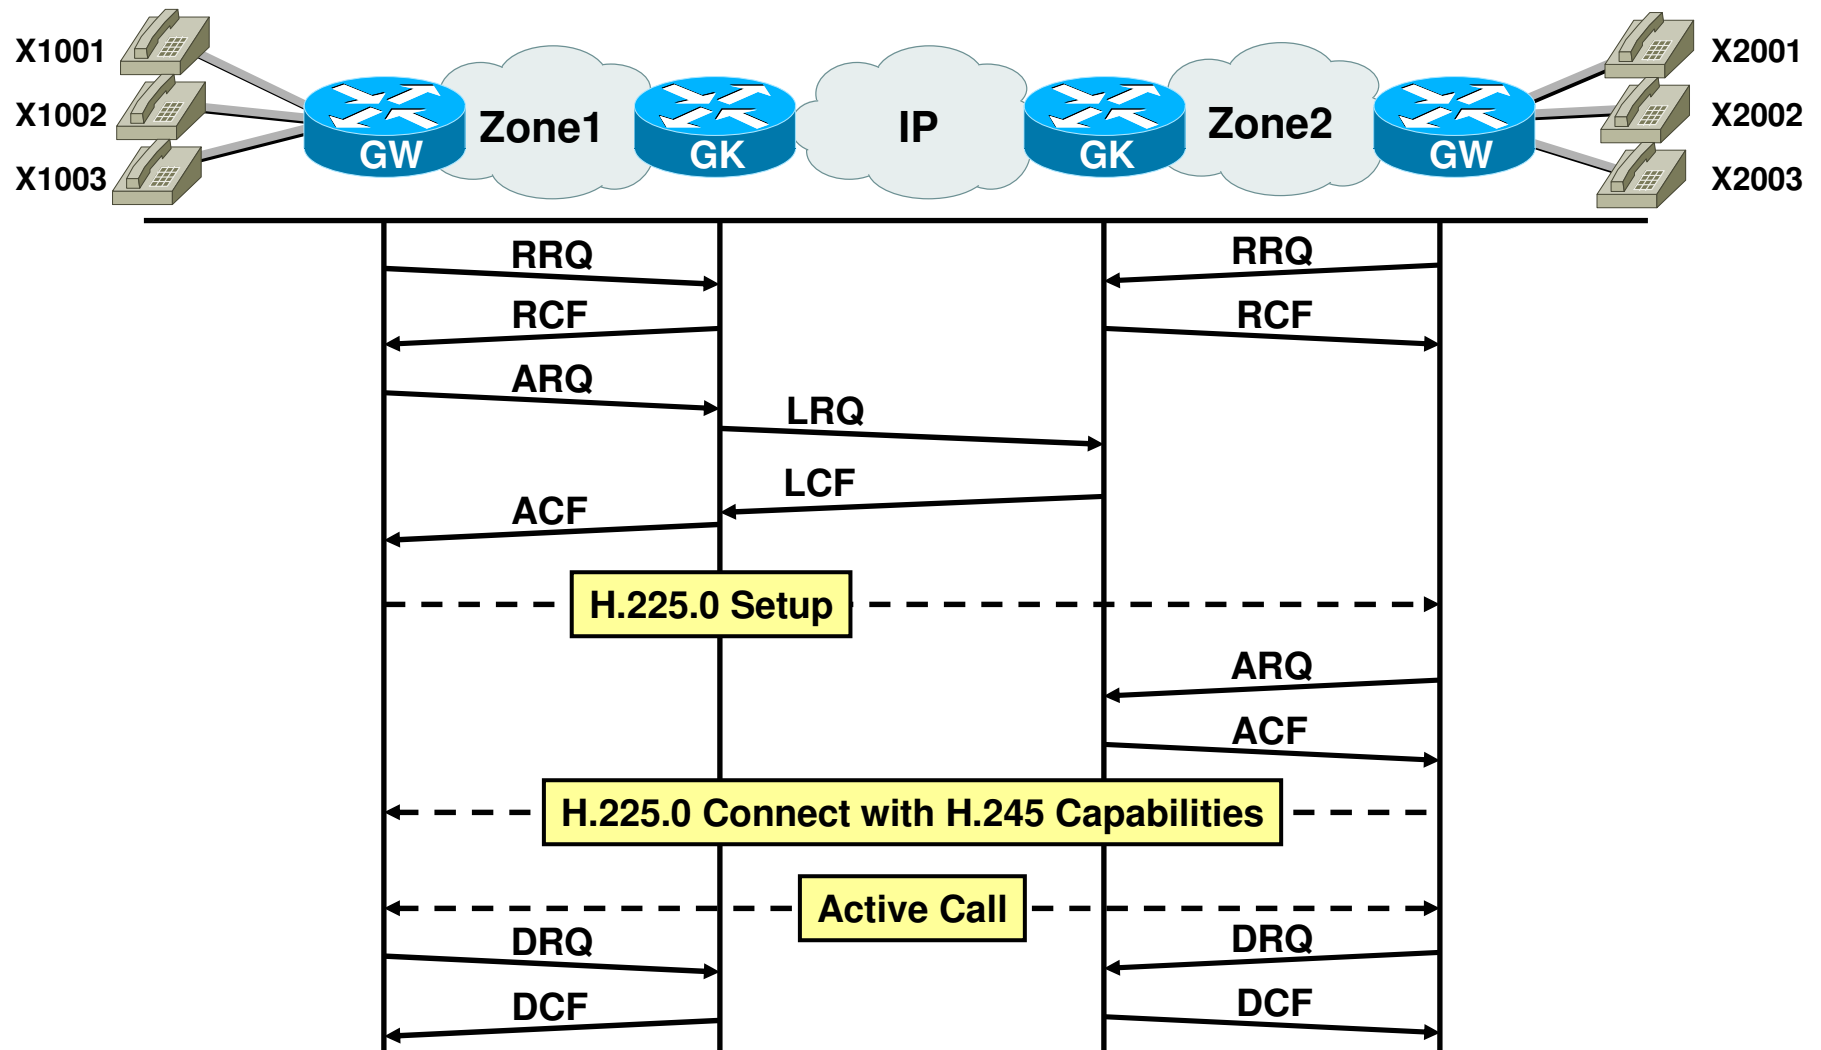 X1001
X1002
X1003
GW
Zone1
GK
IP
GK
Zone2
GW
X2001
X2002
X2003
RRQ
RRQ
RCF
RCF
ARQ
LRQ
LCF
ACF
H.225.0 Setup
ARQ
ACF
H.225.0 Connect with H.245 Capabilities
Active Call
DRQ
DRQ
DCF
DCF